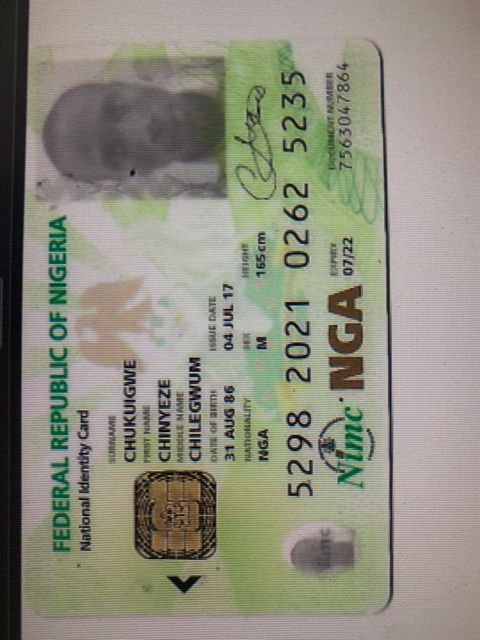 FEDERAL REPUBLIC OF NIGERIA
National Identity Card
SURNAME
CHUKUIGWE
FIRST NAME
CHINYEZE
MIDDLE NAME
CHILEGWUM
DATE OF BIRTH
31 AUG 86
ISSUE DATE
04 JUL 17
NATIONALITY
NGA
SEX
M
HEIGHT
165 cm
5298 2021 0262 5235
Nimc
NGA
EXPIRY
07/22
DOCUMENT NUMBER
7563047864